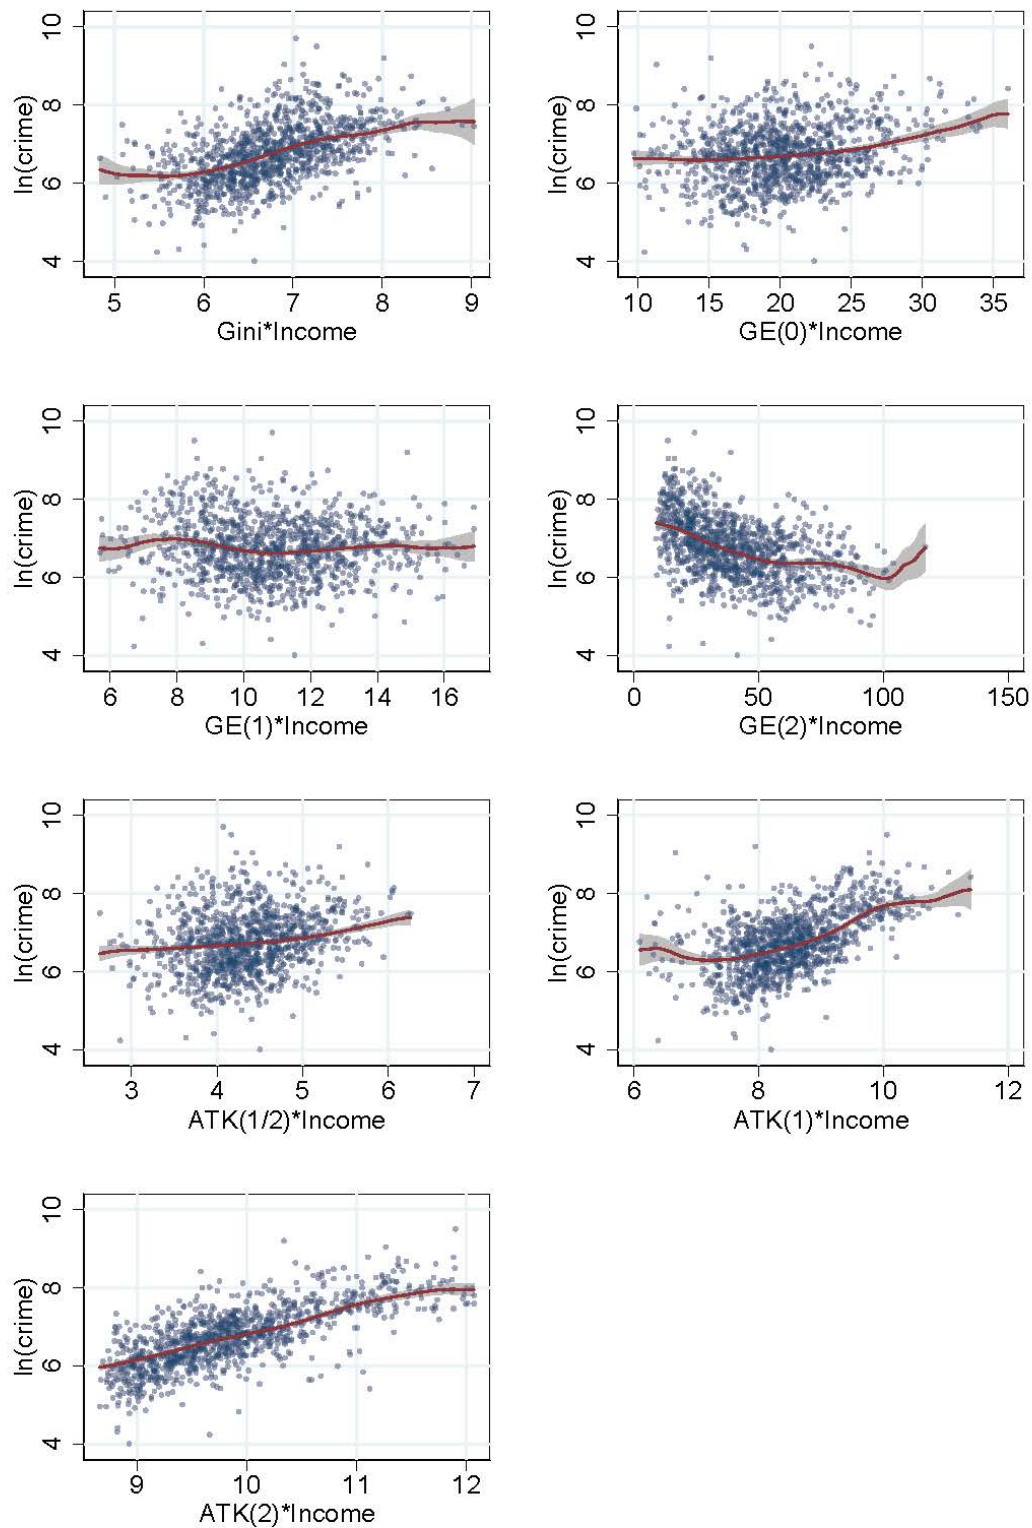 ln(crime)
10
8
6
4
5 6 7 8 9
Gini*Income
ln(crime)
10
8
6
4
10 15 20 25 30 35
GE(0)*Income
ln(crime)
10
8
6
4
6 8 10 12 14 16
GE(1)*Income
ln(crime)
10
8
6
4
0 50 100 150
GE(2)*Income
ln(crime)
10
8
6
4
3 4 5 6 7
ATK(1/2)*Income
ln(crime)
10
8
6
4
6 8 10 12
ATK(1)*Income
ln(crime)
10
8
6
4
9 10 11 12
ATK(2)*Income